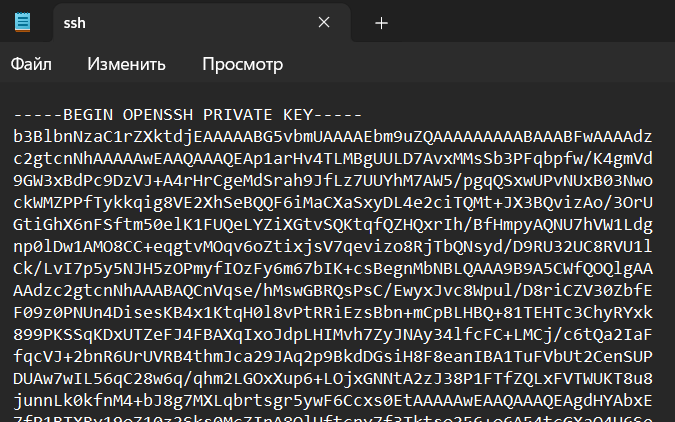 ssh
Файл Изменить Просмотр
-----BEGIN OPENSSH PRIVATE KEY-----
b3BlbnNzaC1rZXktdjEAAAAABG5vbmUAAAAEbm9uZQAAAAAAAAABAAABFwAAAAdz
c2gtcnNhAAAAAwEAAQAAAQEAp1arHv4TLMBgUULD7AvxMMsSb3PFqbpfw/K4gmVd
9GW3xBdPc9DzVJ+A4rHrCgeMdSrah9JfLz7UUYhM7AW5/pgqQSxwUPvNUxB03Nwo
ckWMZPPfTykkqig8VE2XhSeBQQF6iMaCXaSxyDL4e2ciTQMt+JX3BQvizAo/3OrU
GtiGhX6nFSftm50elK1FUQeLYZiXGtvSQKtqfQZHQxrIh/BfHmpyAQNU7hVW1Ldg
np0lDw1AMO8CC+eqgtvMOqv6oZtixjsV7qevizo8RjTbQNsyd/D9RU32UC8RVU1l
Ck/LvI7p5y5NJH5zOPmyfIOzFy6m67bIK+csBegnMbNBLQAAA9B9A5CWfQOQlgAA
AAdzc2gtcnNhAAABAQCnVqse/hMswGBRQsPsC/EwyxJvc8Wpul/D8riCZV30ZbfE
F09z0PNUn4DisesKB4x1KtqH0l8vPtRRiEzsBbn+mCpBLHBQ+81TEHTc3ChyRYxk
899PKSSqKDxUTZeFJ4FBAXqIxoJdpLHIMvh7ZyJNAy34lfcFC+LMCj/c6tQa2IaF
fqcVJ+2bnR6UrUVRB4thmJca29JAq2p9BkdDGsiH8F8eanIBA1TuFVbUt2CenSUP
DUAw7wIL56qC28w6q/qhm2LGOxXup6+LOjxGNNtA2zJ38P1FTfZQLxFVTWUKT8u8
junnLk0kfnM4+bJ8g7MXLqbrtsgr5ywF6Ccxs0EtAAAAAwEAAQAAAQEAgdHYAbxE